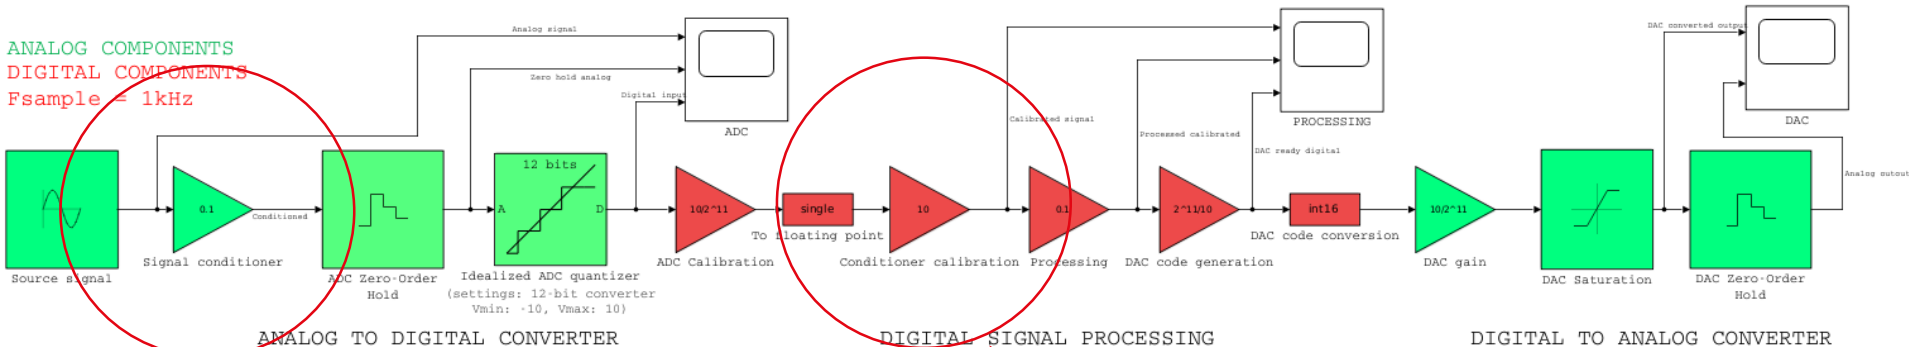 ANALOG COMPONENTS
DIGITAL COMPONENTS
Fsample = 1kHz
Source signal
0.1
Signal conditioner
Conditioned
Analog signal
Zero hold analog
Digital input
ADC
ADC Zero-Order
Hold
12 bits
A
D
Idealized ADC quantizer
(settings: 12-bit converter
Vmin: -10, Vmax: 10)
10/2^11
ADC Calibration
single
To floating point
10
Conditioner calibration
Calibrated signal
0.1
Processing
Processed calibrated
2^11/10
DAC code generation
DAC ready digital
PROCESSING
int16
DAC code conversion
10/2^11
DAC gain
DAC Saturation
DAC converted output
DAC
DAC Zero-Order
Hold
Analog outout
ANALOG TO DIGITAL CONVERTER
DIGITAL SIGNAL PROCESSING
DIGITAL TO ANALOG CONVERTER